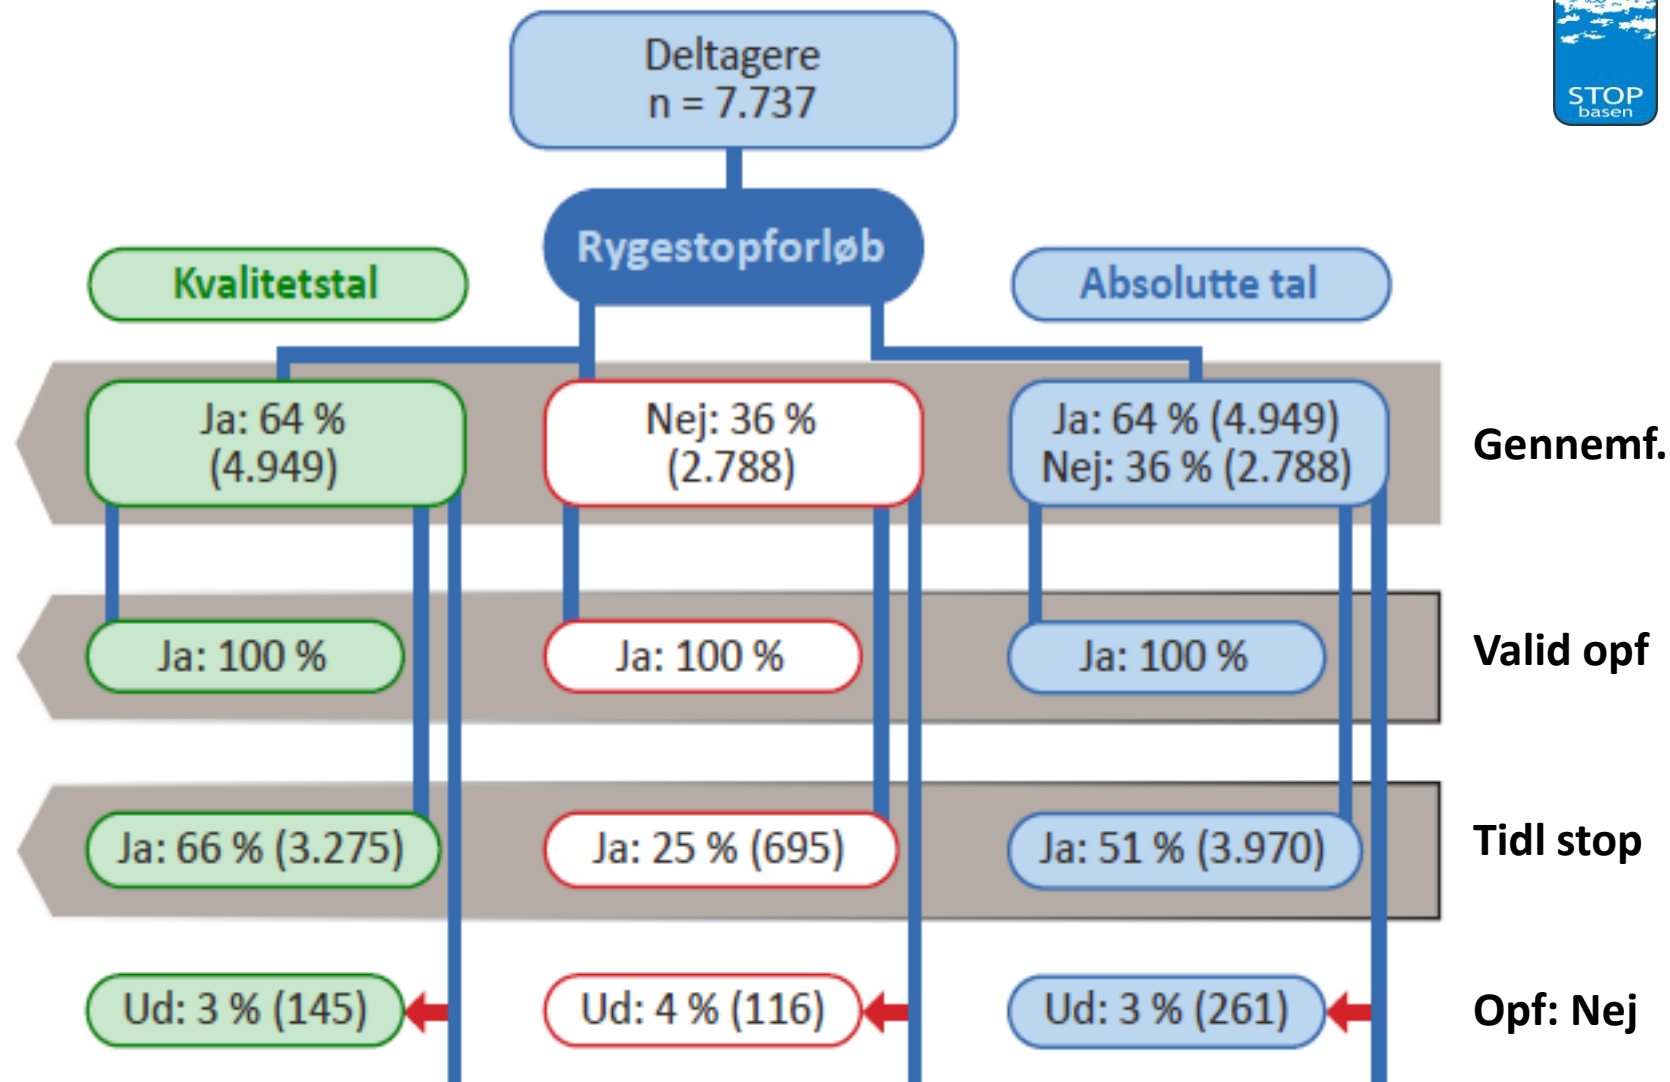 Deltagere
n = 7.737
STOP
basen
Rygestopforløb
Kvalitetstal
Absolutte tal
Ja: 64 %
(4.949)
Nej: 36 %
(2.788)
Ja: 64 % (4.949)
Nej: 36 % (2.788)
Gennemf.
Ja: 100 %
Ja: 100 %
Ja: 100 %
Valid opf
Ja: 66 % (3.275)
Ja: 25 % (695)
Ja: 51 % (3.970)
Tidl stop
Ud: 3 % (145)
Ud: 4 % (116)
Ud: 3 % (261)
Opf: Nej